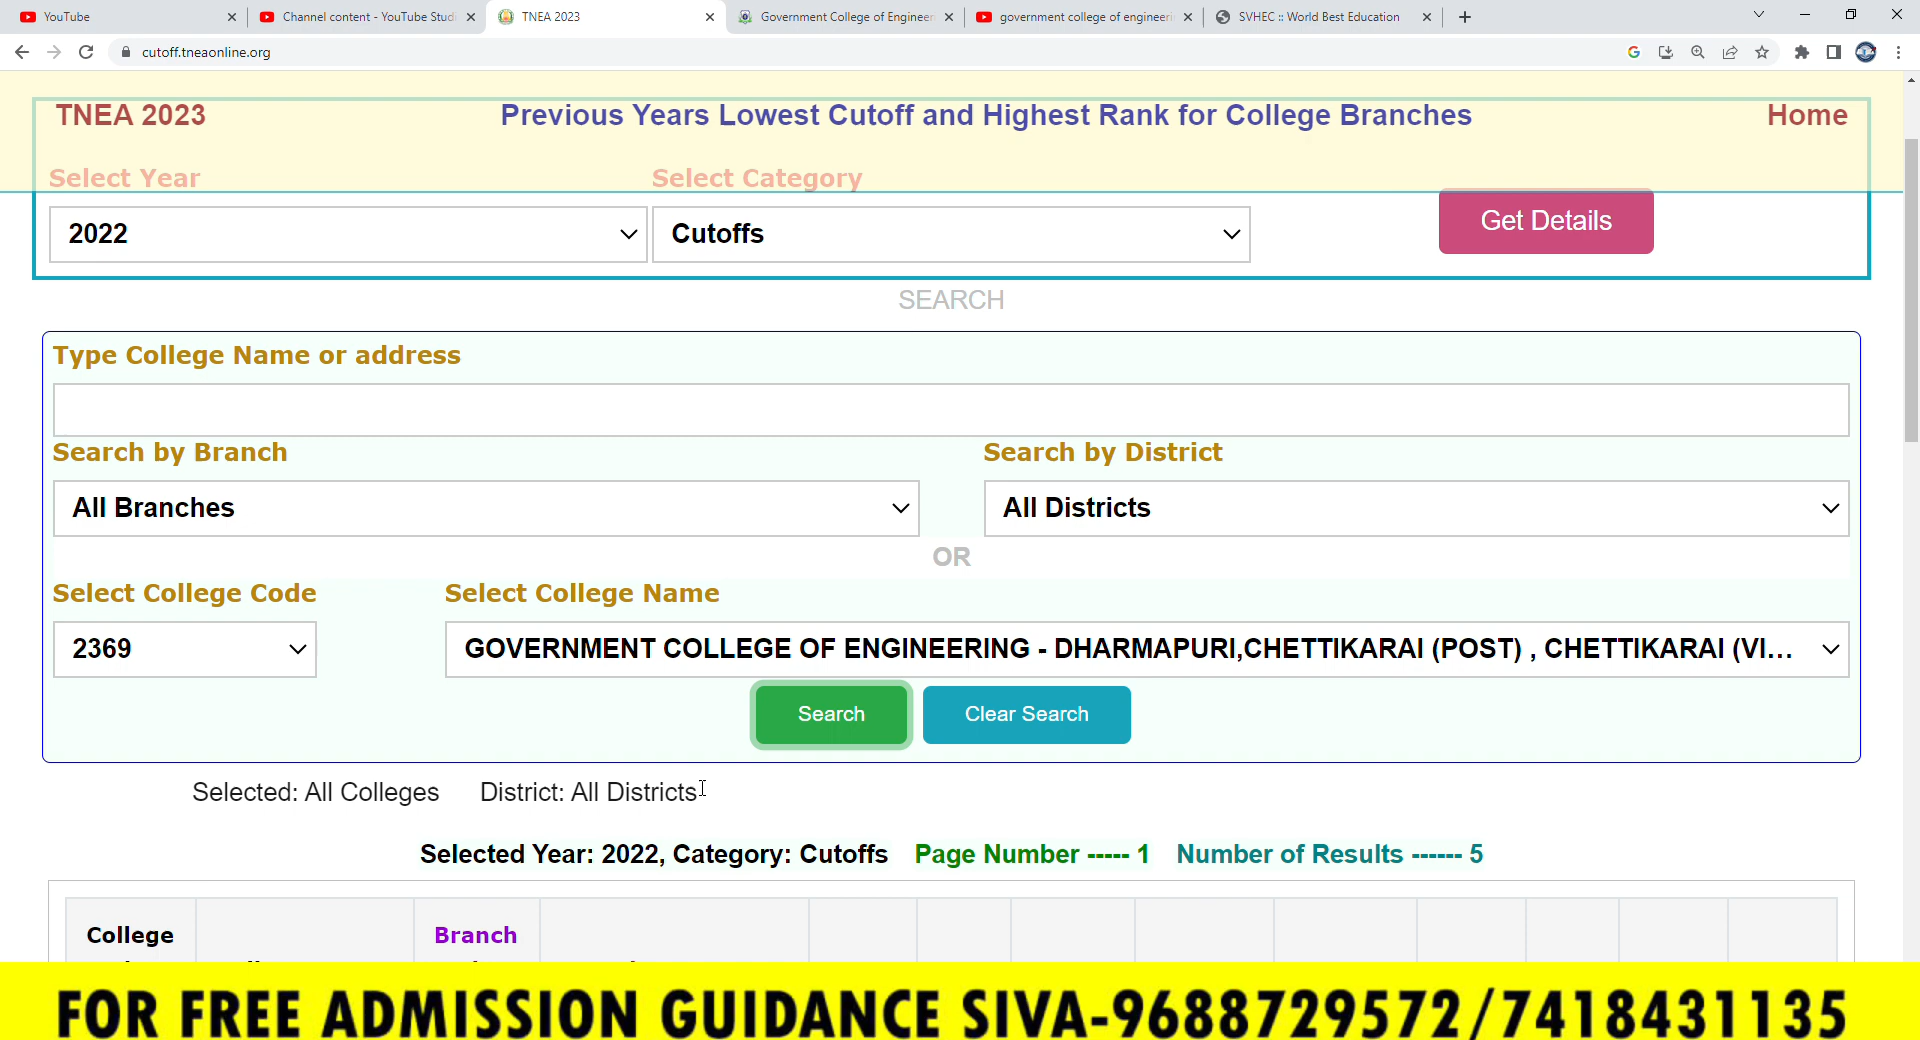 YouTube
Channel content - YouTube Studi
TNEA 2023
Government College of Engineer
government college of engineeri
SVHEC :: World Best Education
cutoff.tneaonline.org
TNEA 2023
Previous Years Lowest Cutoff and Highest Rank for College Branches
Home
Select Year
Select Category
2022
Cutoffs
Get Details
SEARCH
Type College Name or address
Search by Branch
Search by District
All Branches
All Districts
OR
Select College Code
Select College Name
2369
GOVERNMENT COLLEGE OF ENGINEERING - DHARMAPURI,CHETTIKARAI (POST) , CHETTIKARAI (VI...
Search
Clear Search
Selected: All Colleges
District: All Districts
Selected Year: 2022, Category: Cutoffs
Page Number ----- 1
Number of Results ------ 5
College
Branch
FOR FREE ADMISSION GUIDANCE SIVA-9688729572/7418431135